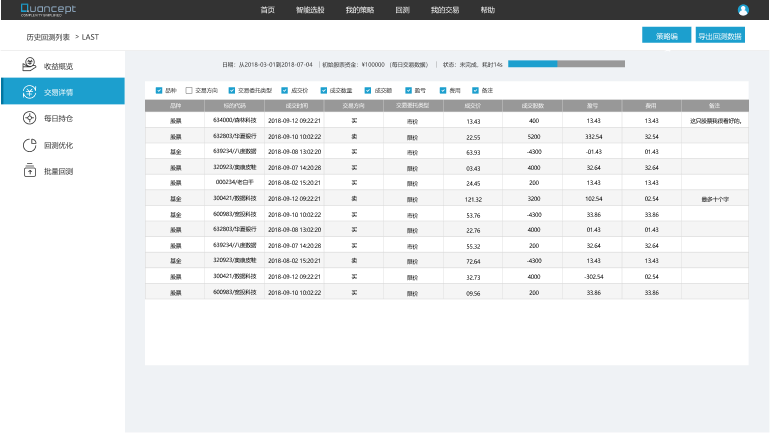 Quancept
COMPLEXITY SIMPLIFIED
首页 智能选股 我的策略 回测 我的交易 帮助
历史回测列表 > LAST
策略编 导出回测数据
收益概览
交易详情
每日持仓
回测优化
批量回测
日期：从2018-03-01到2018-07-04 | 初始投资资金：¥100000 （每日交易数据） | 状态：未完成，耗时14s
品种 交易方向 交易委托类型 成交价 成交数量 成交额 盈亏 费用 备注
品种 标的代码 成交时间 交易方向 交易委托类型 成交价 成交股数 盈亏 费用 备注
股票 634000/森林科技 2018-09-12 09:22:21 买 市价 13.43 400 13.43 13.43 这只股票我很看好哈,
股票 632803/华夏银行 2018-09-10 10:02:22 卖 限价 22.55 5200 332.54 32.54
基金 639234/八度数据 2018-09-08 13:02:20 买 市价 63.93 -4300 -01.43 01.43
股票 320923/奥康皮鞋 2018-09-07 14:20:28 买 限价 03.43 4000 32.64 32.64
股票 000234/老白干 2018-08-02 15:20:21 买 限价 24.45 200 13.43 13.43
基金 300421/数据科技 2018-09-12 09:22:21 卖 限价 121.32 3200 102.54 02.54 最多十个字
基金 600983/宽投科技 2018-09-10 10:02:22 买 市价 53.76 -4300 33.86 33.86
股票 632803/华夏银行 2018-09-08 13:02:20 买 限价 22.76 4000 01.43 01.43
股票 639234/八度数据 2018-09-07 14:20:28 买 市价 55.32 200 32.64 32.64
基金 320923/奥康皮鞋 2018-08-02 15:20:21 卖 限价 72.64 -4300 13.43 13.43
股票 300421/数据科技 2018-09-12 09:22:21 买 限价 32.73 4000 -302.54 02.54
股票 600983/宽投科技 2018-09-10 10:02:22 买 限价 09.56 200 33.86 33.86